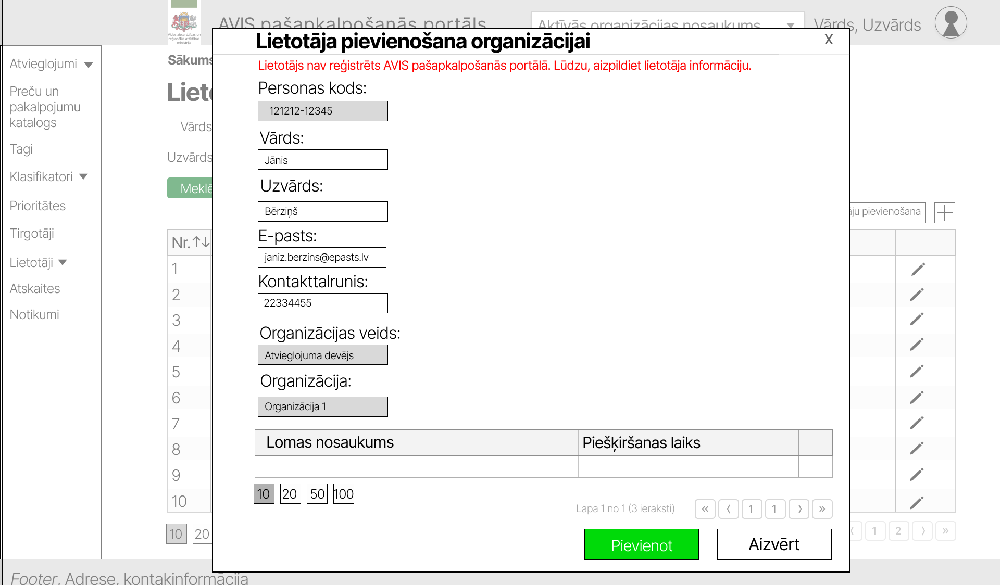 AVIS pašapkalpošanās portāls
Aktīvās organizācijas nosaukums
Vārds, Uzvārds
Vides aizsardzības un
reģionālās attīstības
ministrija
Atvieglojumi
Preču un
pakalpojumu
katalogs
Tagi
Klasifikatori
Prioritātes
Tirgotāji
Lietotāji
Atskaites
Notikumi
Sākums
Lieto
Vārds
Uzvārds
Meklē
āju pievienošana
Nr.↑↓
1
2
3
4
5
6
7
8
9
10
10 20
‹ 1 2 › »
Lietotāja pievienošana organizācijai
X
Lietotājs nav reģistrēts AVIS pašapkalpošanās portālā. Lūdzu, aizpildiet lietotāja informāciju.
Personas kods:
121212-12345
Vārds:
Jānis
Uzvārds:
Bērziņš
E-pasts:
janiz.berzins@epasts.lv
Kontakttalrunis:
22334455
Organizācijas veids:
Atvieglojuma devējs
Organizācija:
Organizācija 1
Lomas nosaukums Piešķiršanas laiks
10 20 50 100
Lapa 1 no 1 (3 ieraksti) « ‹ 1 1 › »
Pievienot Aizvērt
Footer. Adrese, kontakinformācija